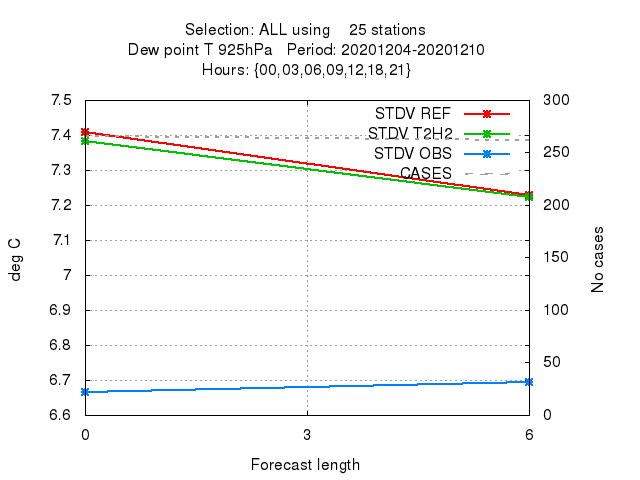 Selection: ALL using 25 stations
Dew point T 925hPa Period: 20201204-20201210
Hours: {00,03,06,09,12,18,21}
7.5
7.4
7.3
7.2
7.1
7
6.9
6.8
6.7
6.6
deg C
STDV REF
STDV T2H2
STDV OBS
CASES
300
250
200
150
100
50
0
No cases
0
3
6
Forecast length